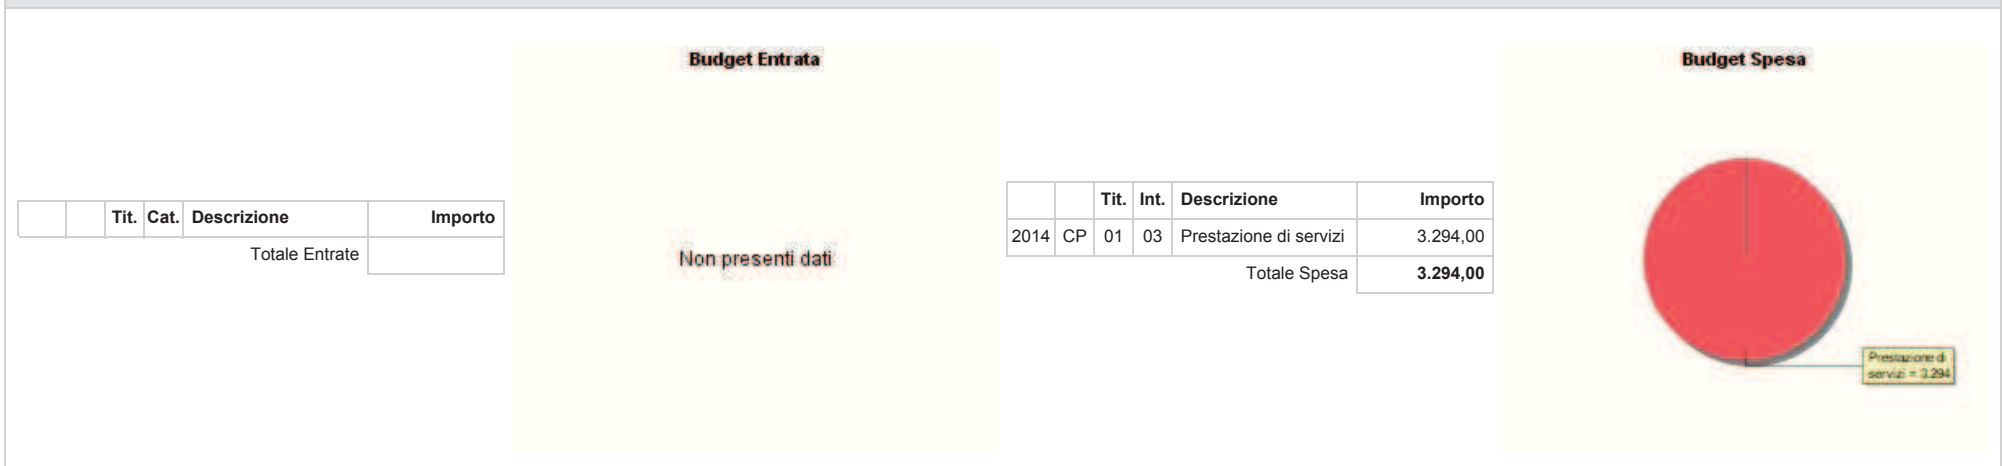 Budget Entrata
Tit. Cat. Descrizione Importo
Totale Entrate
Non presenti dati
Tit. Int. Descrizione Importo
2014 CP 01 03 Prestazione di servizi 3.294,00
Totale Spesa 3.294,00
Budget Spesa
Prestazione di
servizi = 3.294